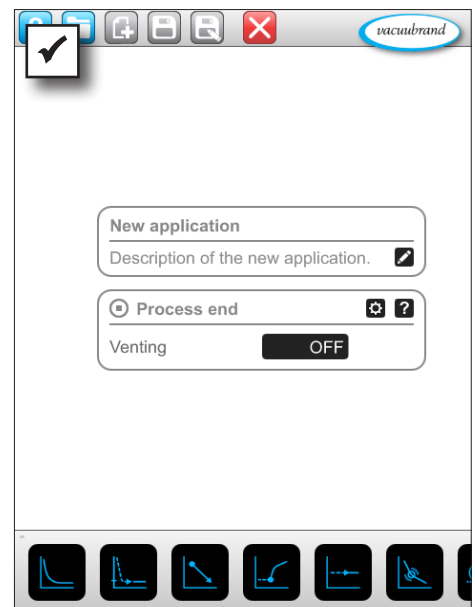 vacuubrand
New application
Description of the new application.
Process end
?
Venting
OFF